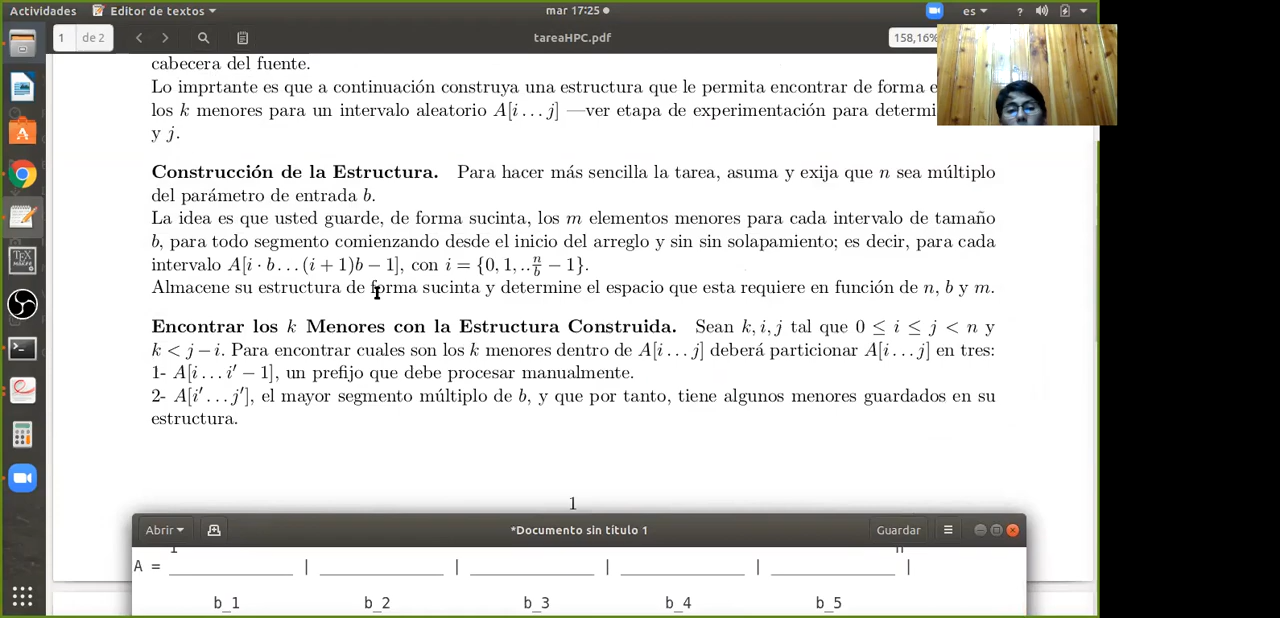 Actividades Editor de textos mar 17:25 es ?
1 de 2 tareaHPC.pdf 158,16%
cabecera del fuente.
Lo imprtante es que a continuación construya una estructura que le permita encontrar de forma e
los k menores para un intervalo aleatorio A[i . . . j] —ver etapa de experimentación para determi
y j.
Construcción de la Estructura. Para hacer más sencilla la tarea, asuma y exija que n sea múltiplo
del parámetro de entrada b.
La idea es que usted guarde, de forma sucinta, los m elementos menores para cada intervalo de tamaño
b, para todo segmento comienzando desde el inicio del arreglo y sin sin solapamiento; es decir, para cada
intervalo A[i · b . . . (i + 1)b − 1], con i = {0, 1, .. n/b − 1}.
Almacene su estructura de forma sucinta y determine el espacio que esta requiere en función de n, b y m.
Encontrar los k Menores con la Estructura Construida. Sean k, i, j tal que 0 ≤ i ≤ j < n y
k < j − i. Para encontrar cuales son los k menores dentro de A[i . . . j] deberá particionar A[i . . . j] en tres:
1- A[i . . . i′ − 1], un prefijo que debe procesar manualmente.
2- A[i′ . . . j′], el mayor segmento múltiplo de b, y que por tanto, tiene algunos menores guardados en su
estructura.
1
Abrir *Documento sin título 1 Guardar
A = _____________ | _____________ | _____________ | _____________ | _____________ |
b_1 b_2 b_3 b_4 b_5